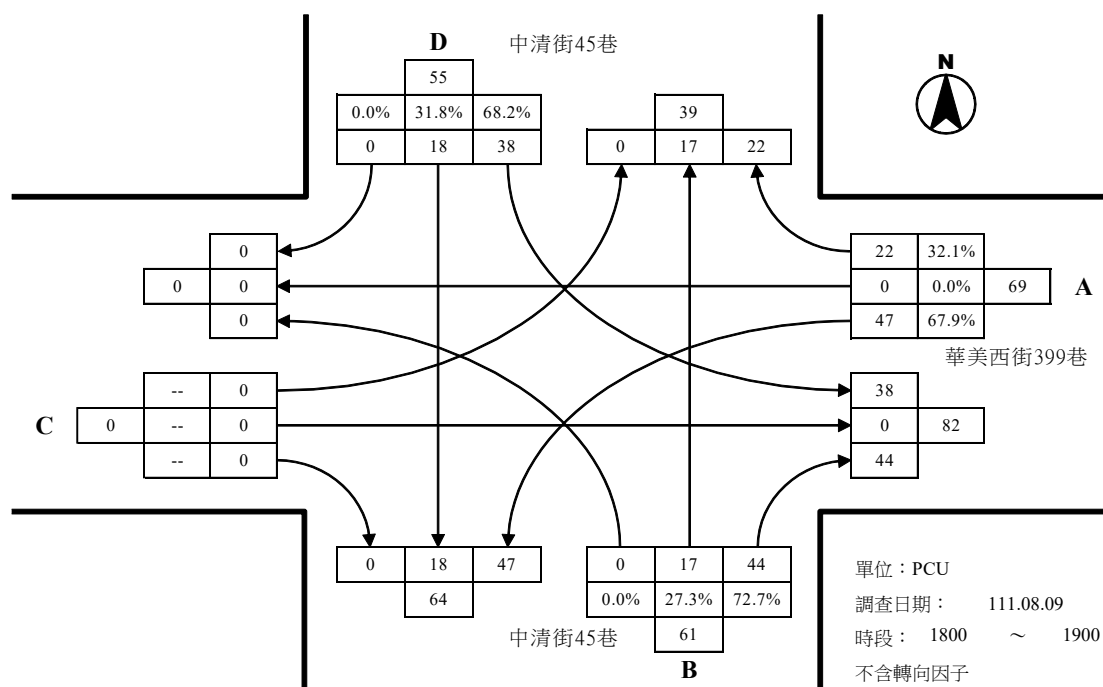 D 中清街45巷
N
55
0.0% 31.8% 68.2%
0 18 38
39
0 17 22
0
0 0
0
22 32.1%
0 0.0% 69 A
47 67.9%
華美西街399巷
-- 0
C 0 -- 0
-- 0
38
0 82
44
0 18 47
64
0 17 44
0.0% 27.3% 72.7%
61
中清街45巷
B
單位：PCU
調查日期： 111.08.09
時段： 1800 ～ 1900
不含轉向因子